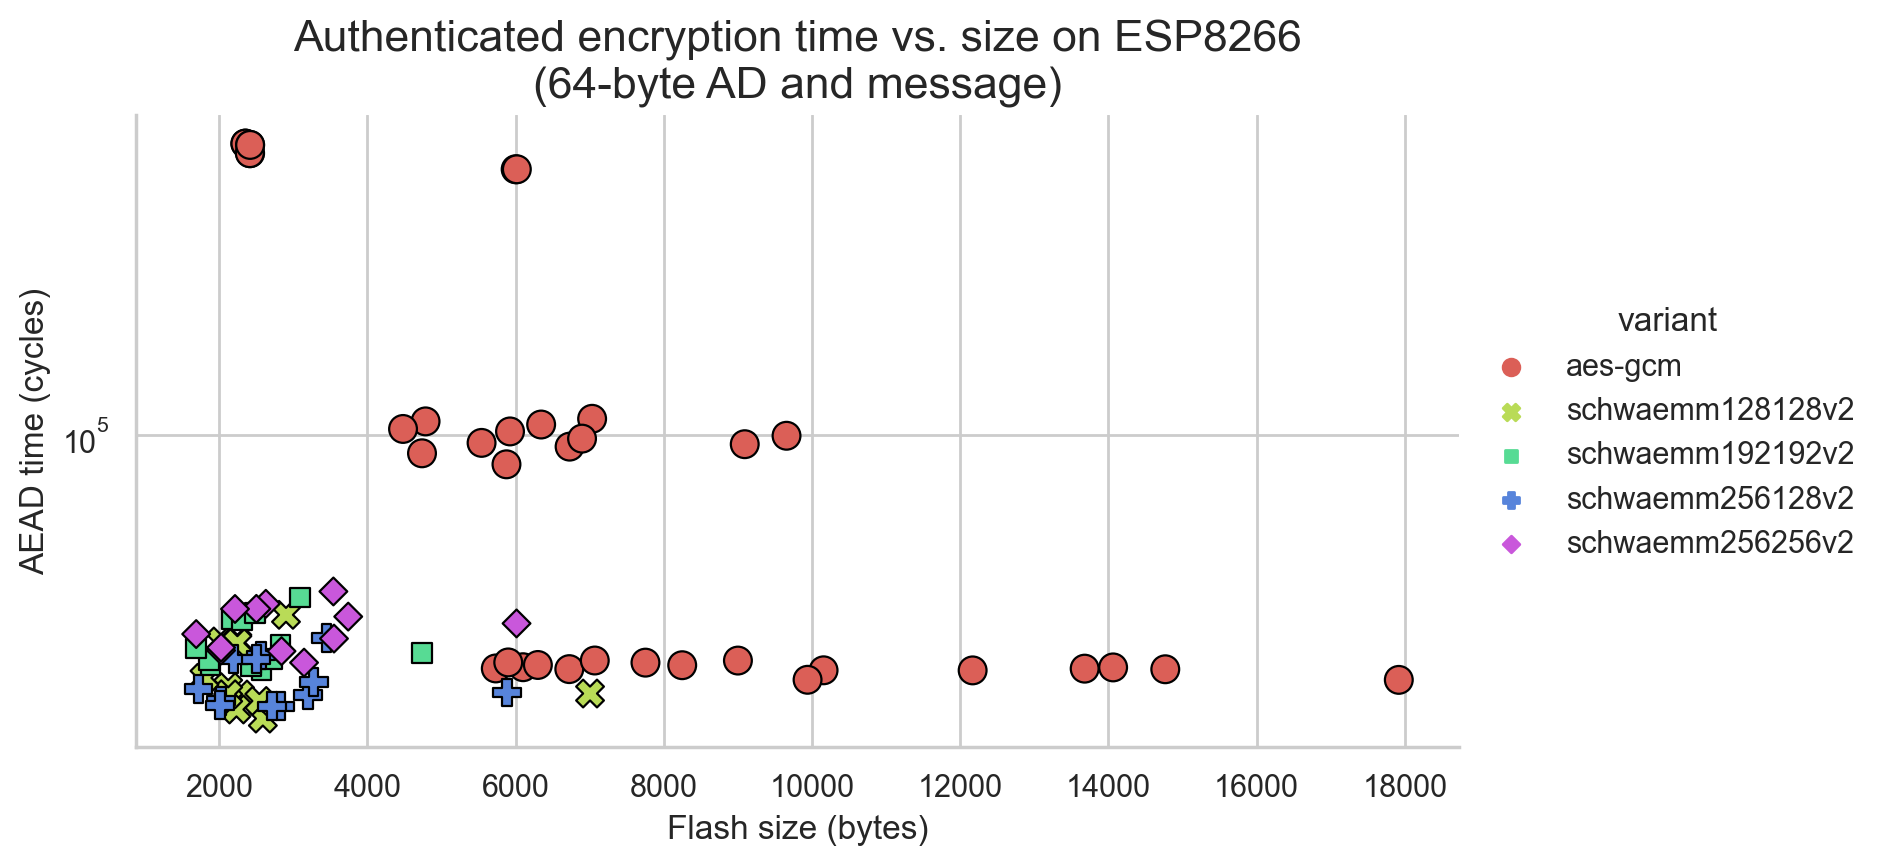 Authenticated encryption time vs. size on ESP8266
(64-byte AD and message)
AEAD time (cycles)
10^5
2000 4000 6000 8000 10000 12000 14000 16000 18000
Flash size (bytes)
variant
aes-gcm
schwaemm128128v2
schwaemm192192v2
schwaemm256128v2
schwaemm256256v2